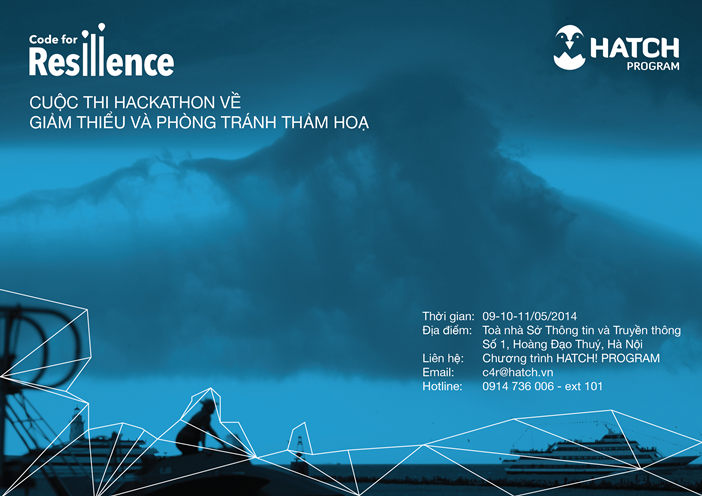 Code for
Resilience
HATCH
PROGRAM
CUỘC THI HACKATHON VỀ
GIẢM THIỂU VÀ PHÒNG TRÁNH THẢM HOẠ
Thời gian: 09-10-11/05/2014
Địa điểm: Toà nhà Sở Thông tin và Truyền thông
Số 1, Hoàng Đạo Thuý, Hà Nội
Liên hệ: Chương trình HATCH! PROGRAM
Email: c4r@hatch.vn
Hotline: 0914 736 006 - ext 101